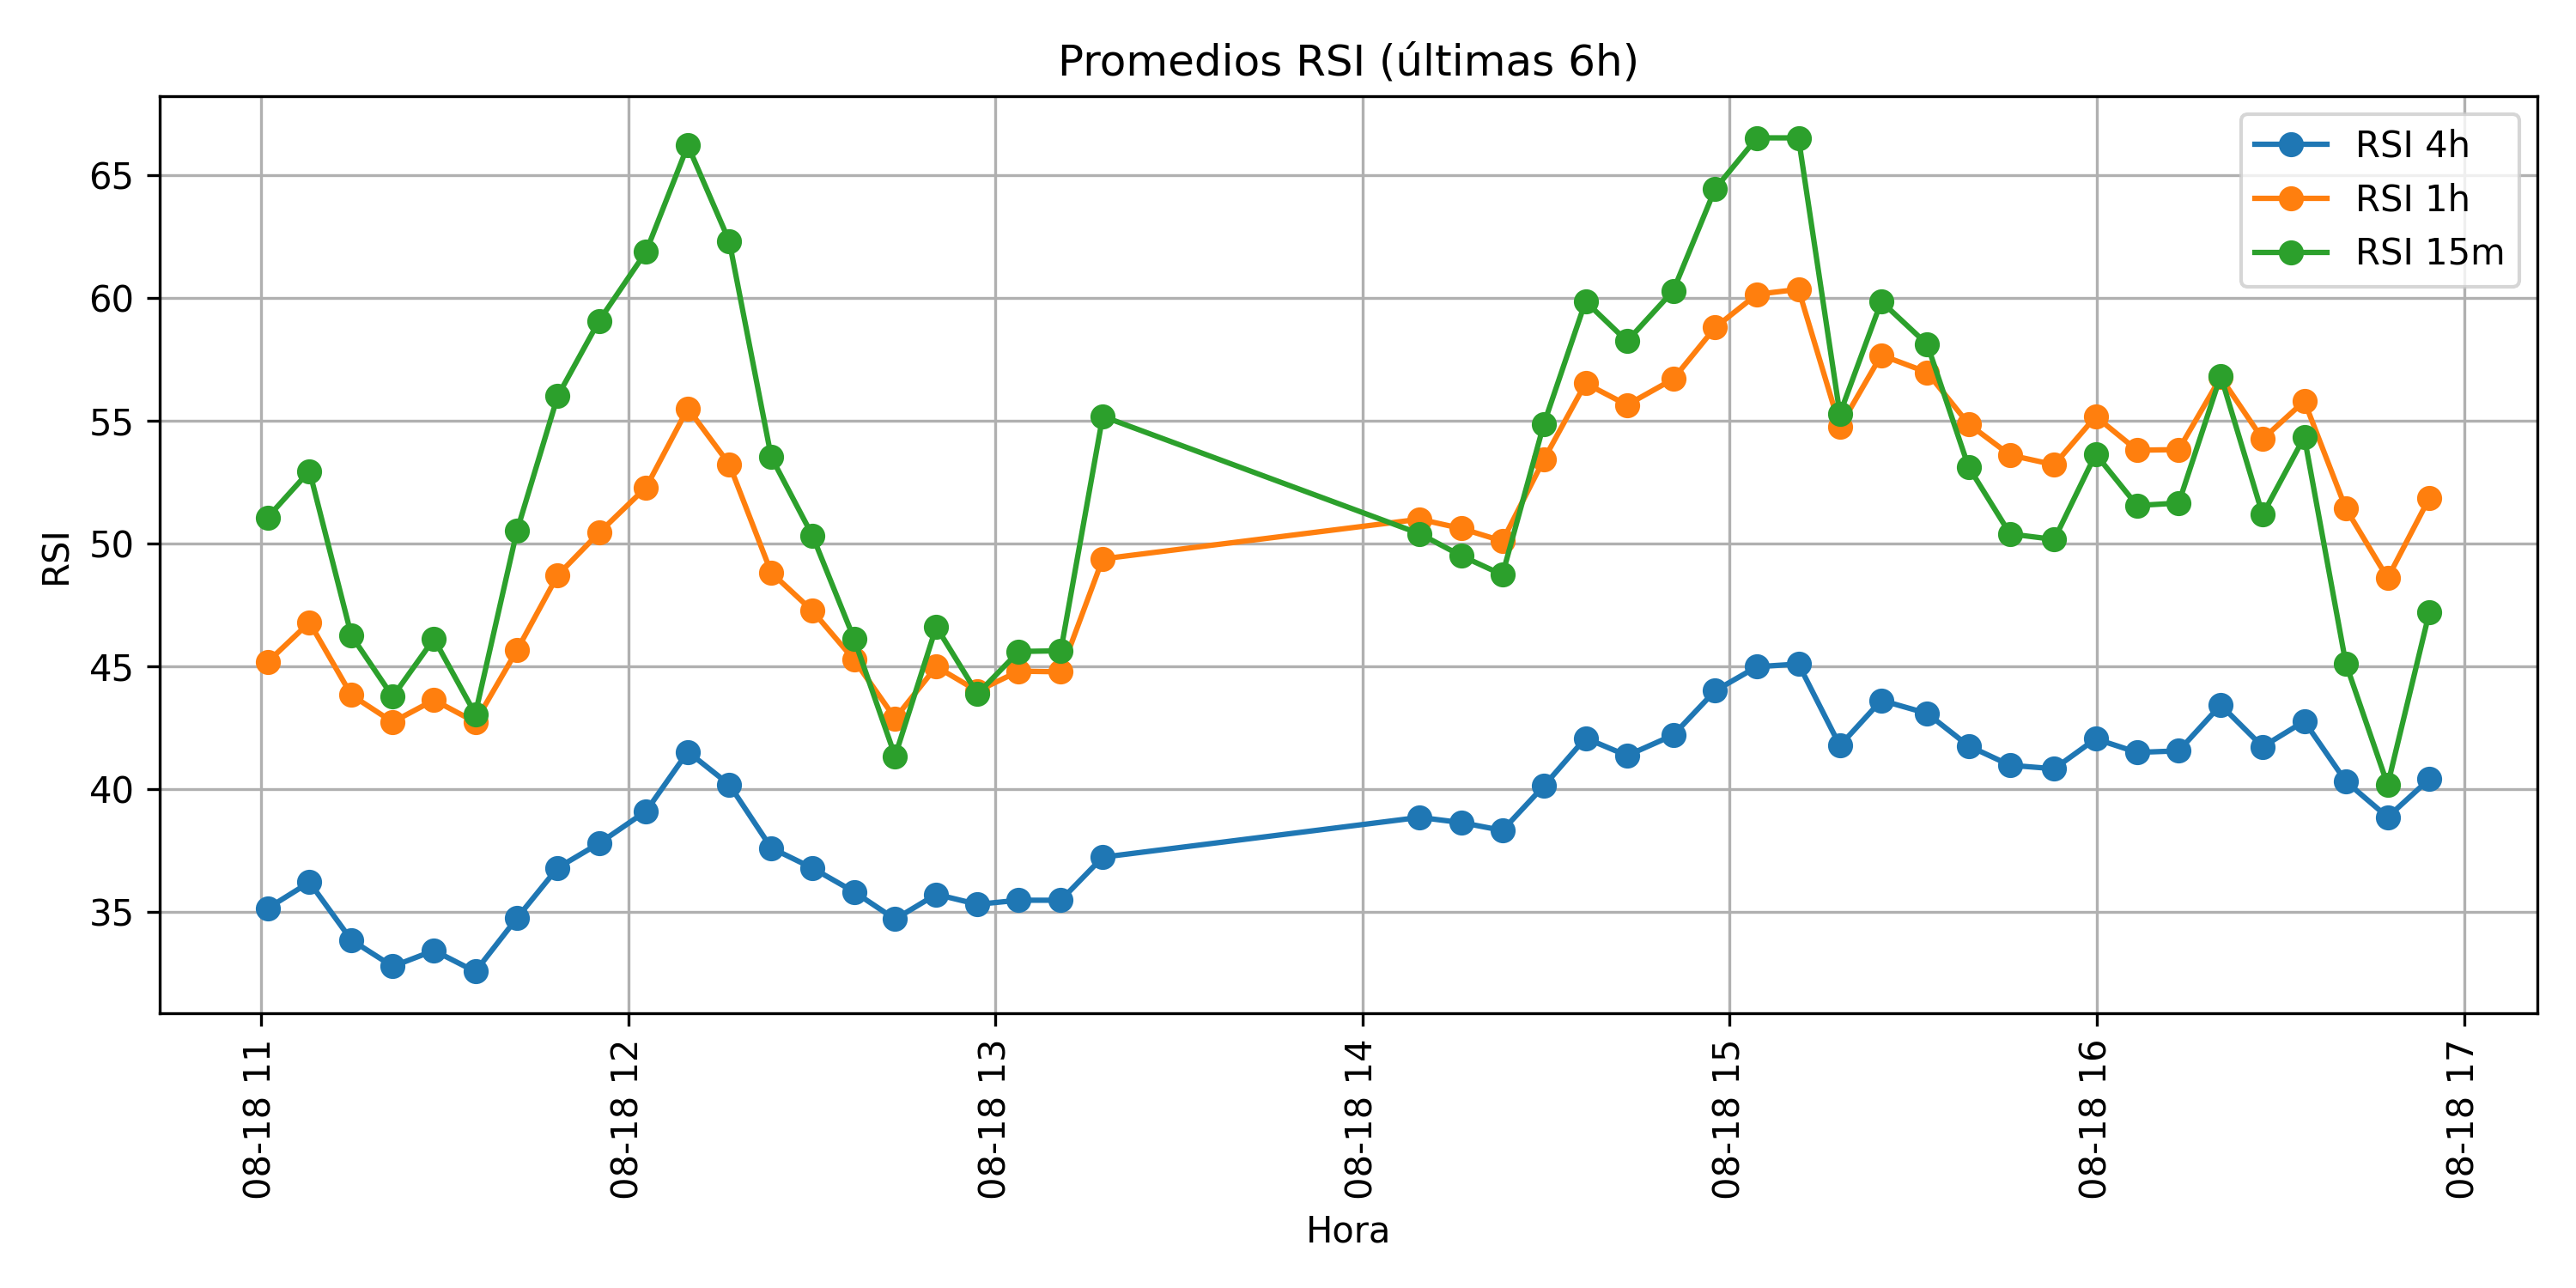 Promedios RSI (últimas 6h)
RSI 4h
RSI 1h
RSI 15m
RSI
65
60
55
50
45
40
35
08-18 11
08-18 12
08-18 13
08-18 14
08-18 15
08-18 16
08-18 17
Hora